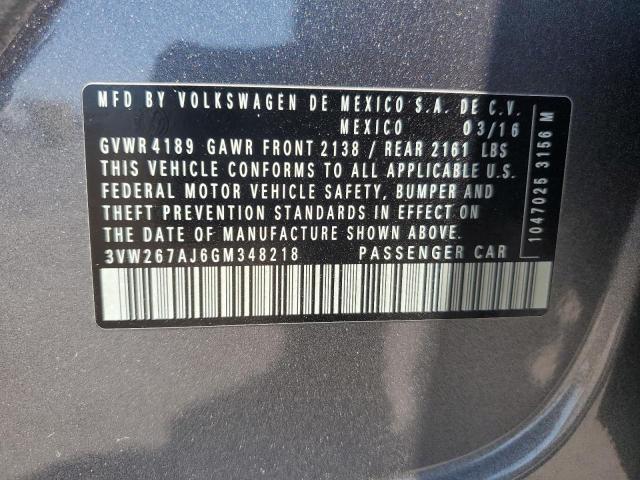 MFD BY VOLKSWAGEN DE MEXICO S.A. DE C.V.
MEXICO 03/16
GVWR 4189 GAWR FRONT 2138 / REAR 2161 LBS
THIS VEHICLE CONFORMS TO ALL APPLICABLE U.S.
FEDERAL MOTOR VEHICLE SAFETY, BUMPER AND
THEFT PREVENTION STANDARDS IN EFFECT ON
THE DATE OF MANUFACTURE SHOWN ABOVE.
3VW267AJ6GM348218 PASSENGER CAR
1047025 3156 M